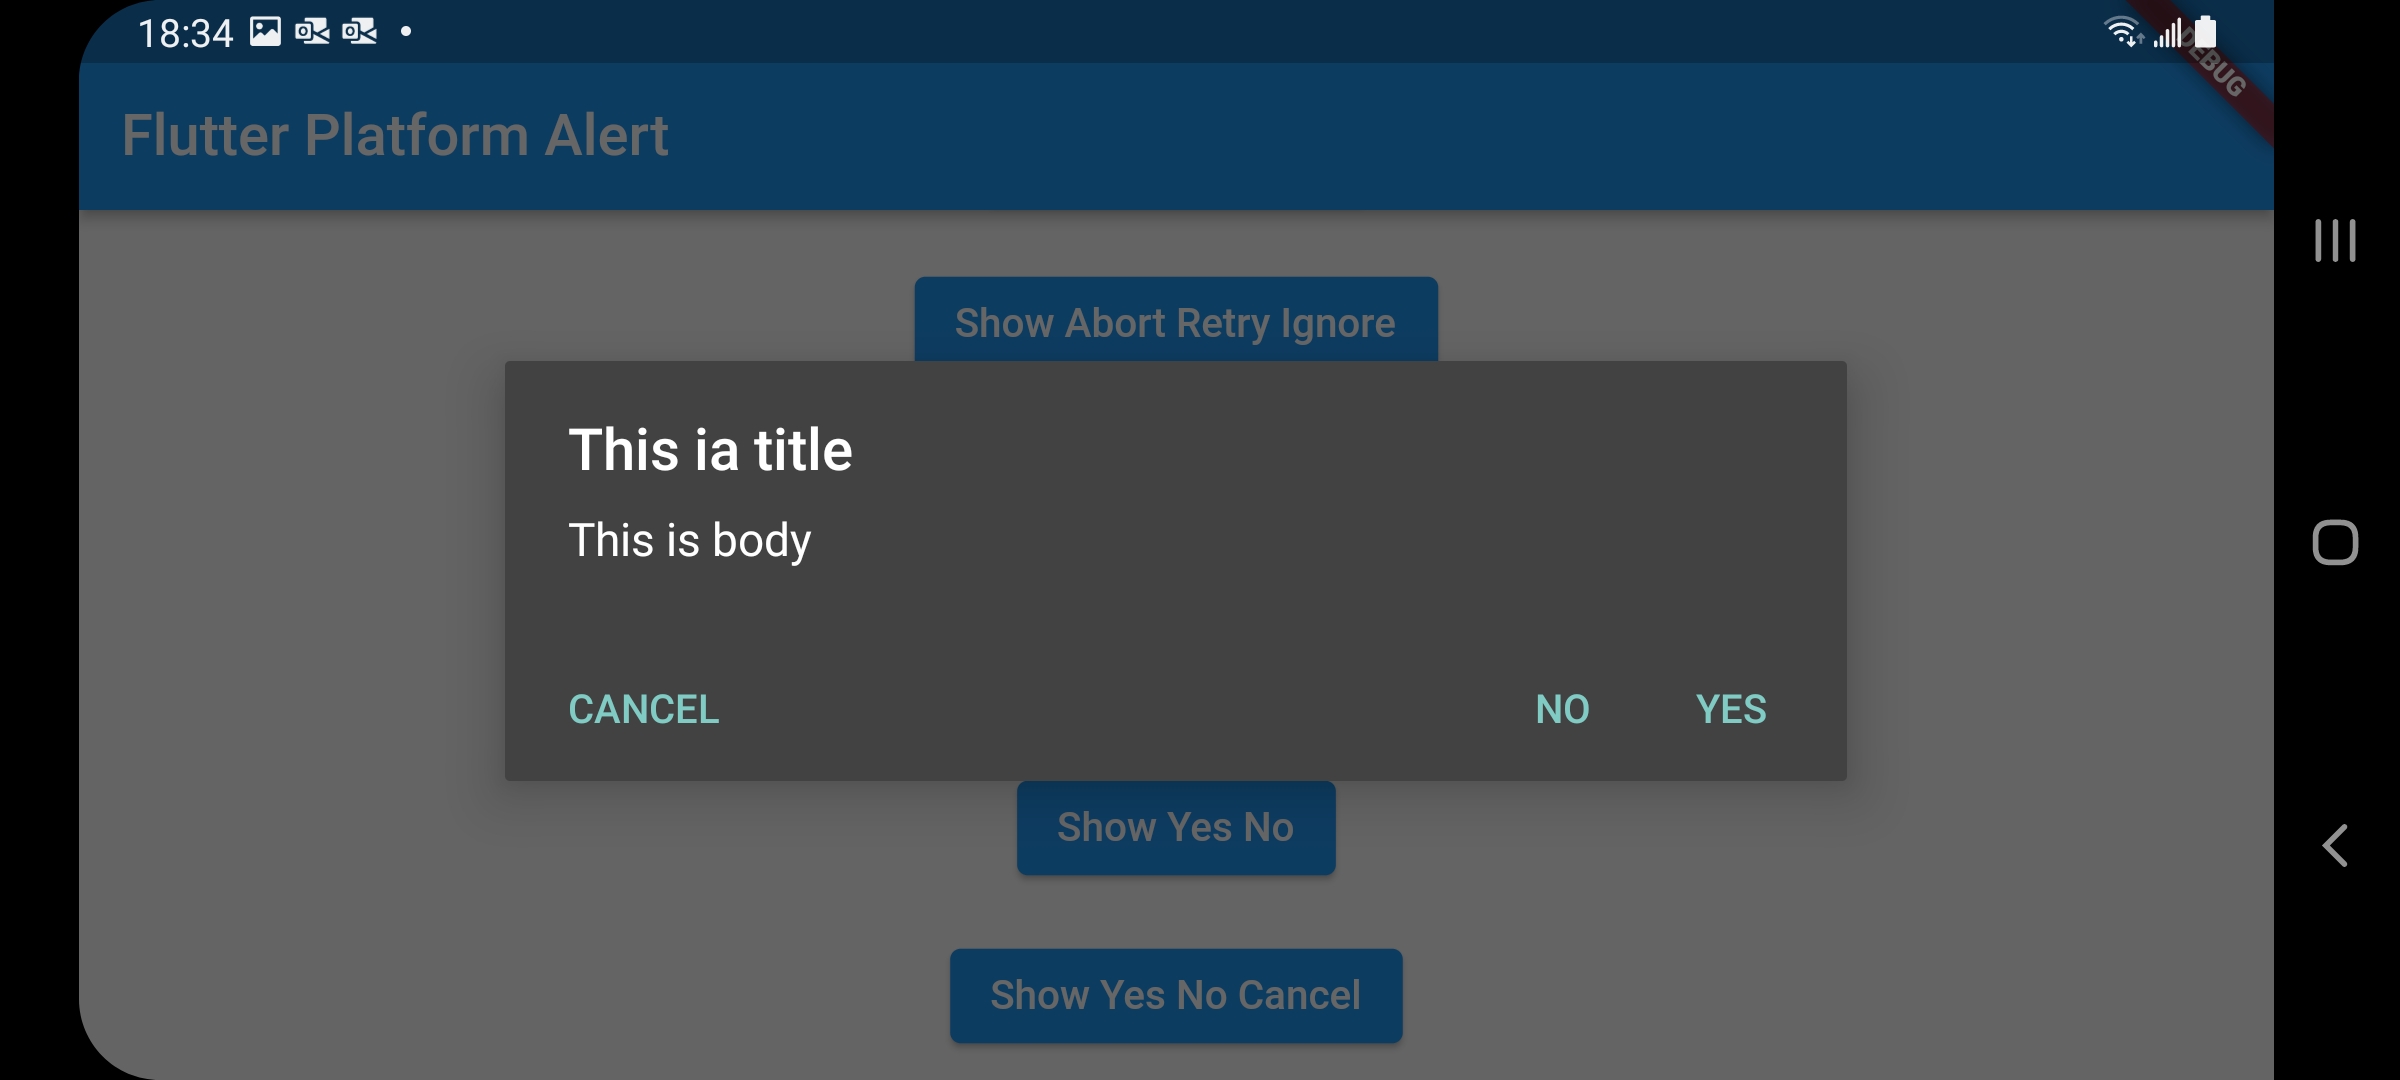 18:34
DEBUG
Flutter Platform Alert
Show Abort Retry Ignore
This ia title
This is body
CANCEL NO YES
Show Yes No
Show Yes No Cancel